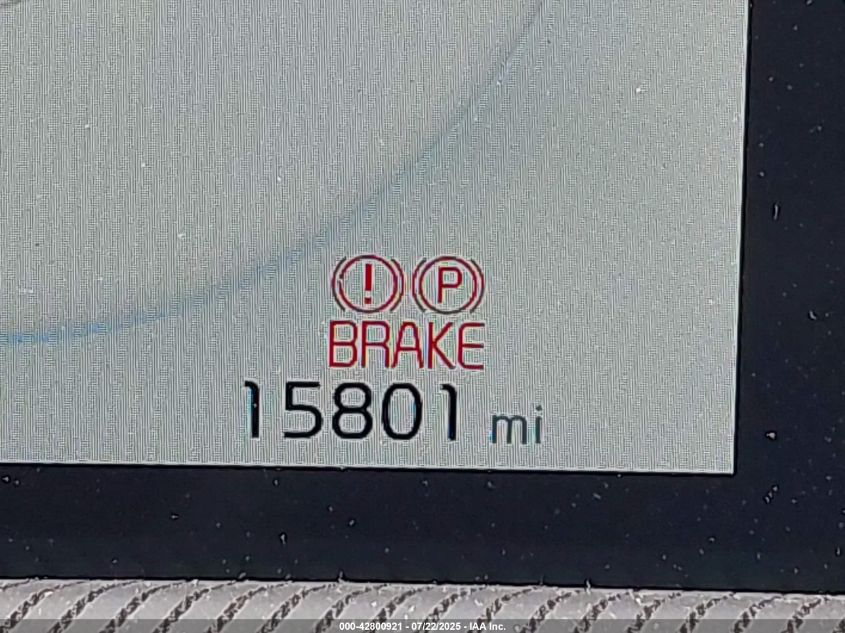 ! P
BRAKE
15801 mi
000-42800921 - 07/22/2025 - IAA Inc.